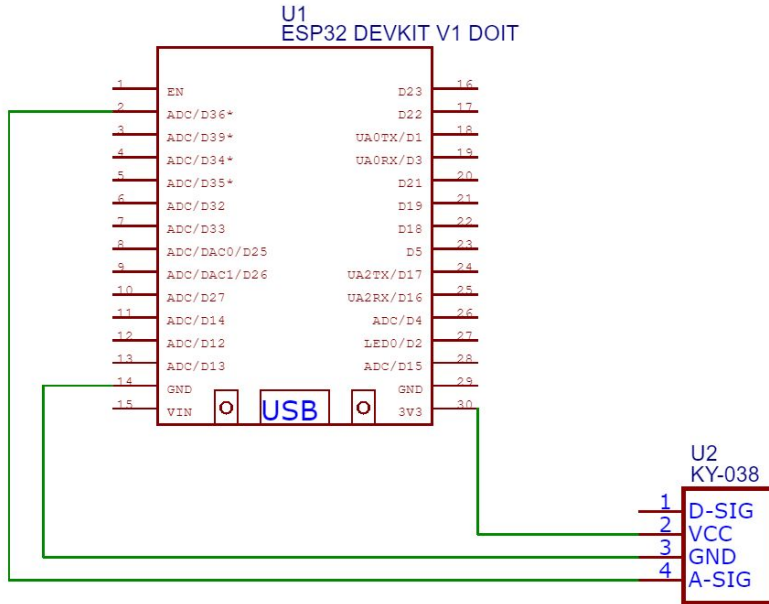 U1
ESP32 DEVKIT V1 DOIT
1 EN D23 16
2 ADC/D36* D22 17
3 ADC/D39* UA0TX/D1 18
4 ADC/D34* UA0RX/D3 19
5 ADC/D35* D21 20
6 ADC/D32 D19 21
7 ADC/D33 D18 22
8 ADC/DAC0/D25 D5 23
9 ADC/DAC1/D26 UA2TX/D17 24
10 ADC/D27 UA2RX/D16 25
11 ADC/D14 ADC/D4 26
12 ADC/D12 LED0/D2 27
13 ADC/D13 ADC/D15 28
14 GND GND 29
15 VIN USB 3V3 30
U2
KY-038
1 D-SIG
2 VCC
3 GND
4 A-SIG